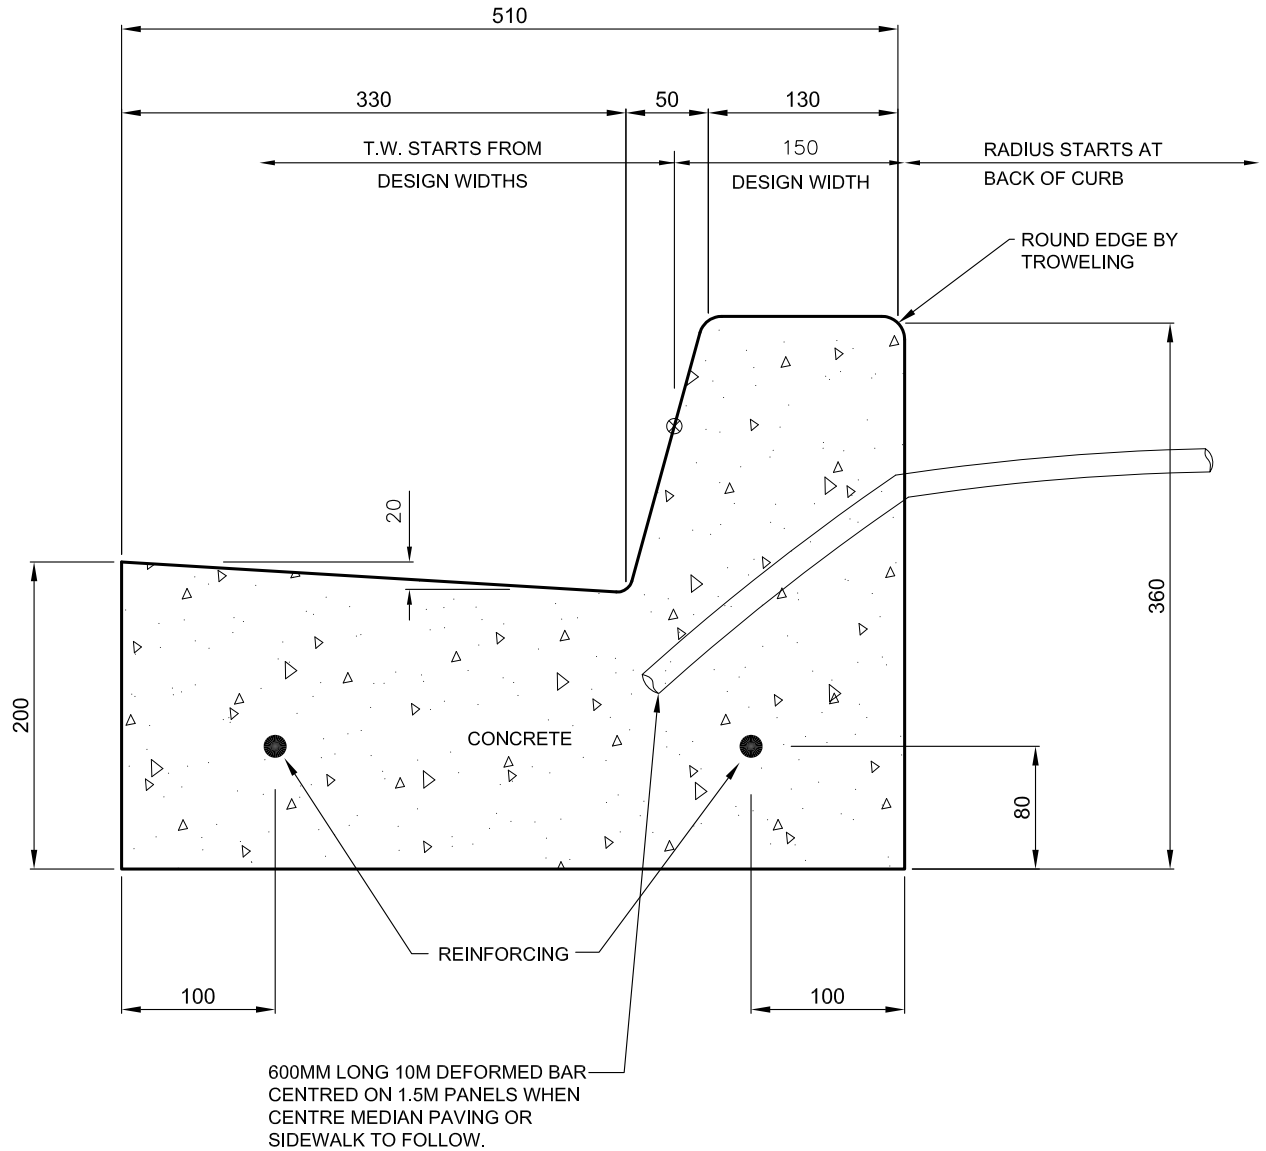 510
330
50
130
T.W. STARTS FROM
DESIGN WIDTHS
150
DESIGN WIDTH
RADIUS STARTS AT
BACK OF CURB
ROUND EDGE BY
TROWELING
20
360
200
CONCRETE
80
REINFORCING
100
100
600MM LONG 10M DEFORMED BAR
CENTRED ON 1.5M PANELS WHEN
CENTRE MEDIAN PAVING OR
SIDEWALK TO FOLLOW.